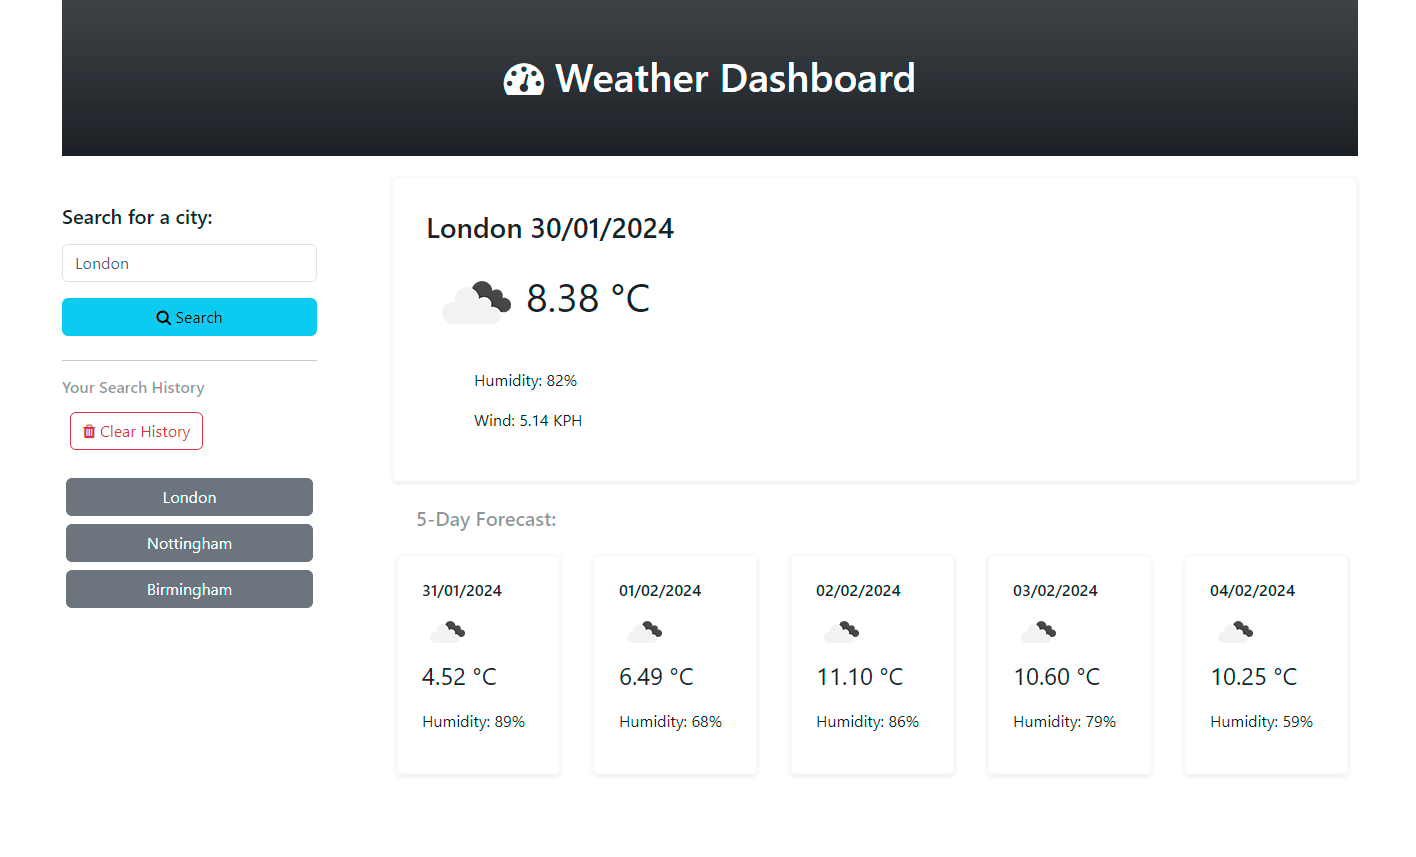 Weather Dashboard
Search for a city:
London
Search
Your Search History
Clear History
London
Nottingham
Birmingham
London 30/01/2024
8.38 °C
Humidity: 82%
Wind: 5.14 KPH
5-Day Forecast:
31/01/2024
4.52 °C
Humidity: 89%
01/02/2024
6.49 °C
Humidity: 68%
02/02/2024
11.10 °C
Humidity: 86%
03/02/2024
10.60 °C
Humidity: 79%
04/02/2024
10.25 °C
Humidity: 59%